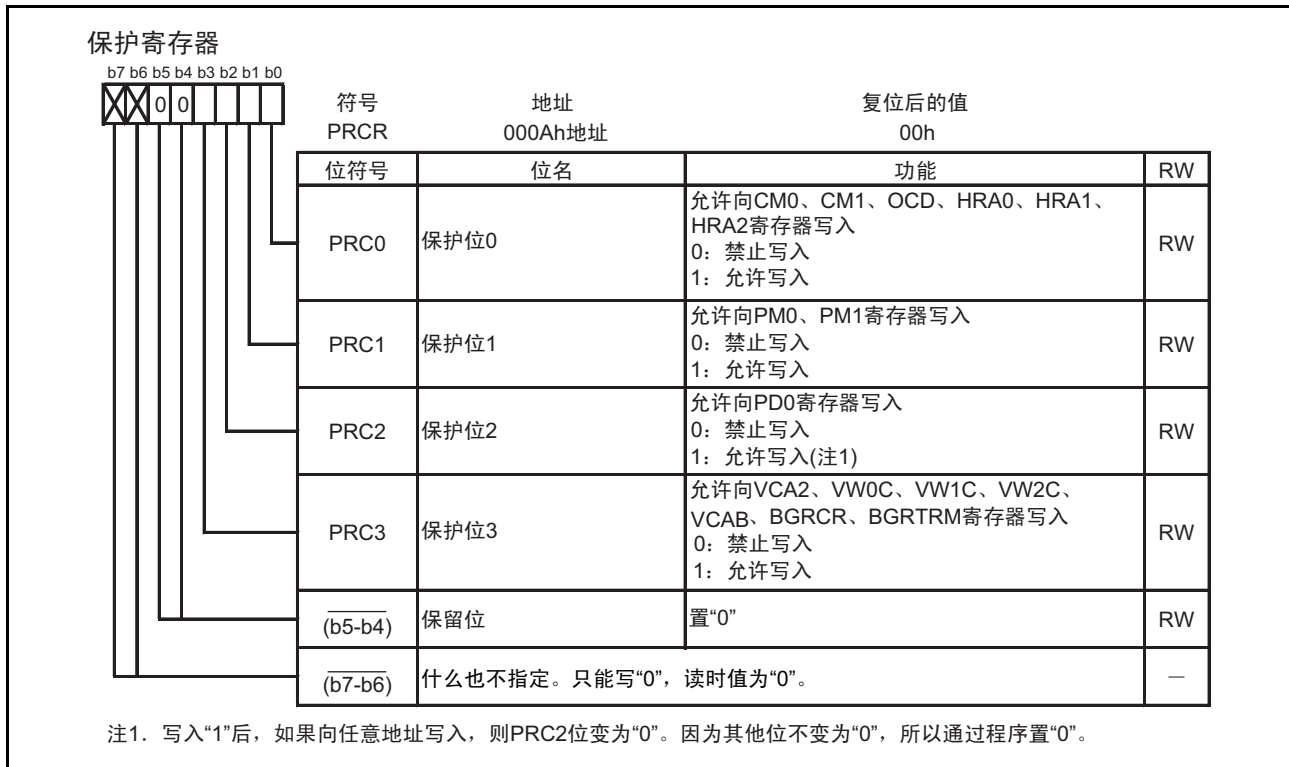 保护寄存器
b7 b6 b5 b4 b3 b2 b1 b0
0 0
符号 地址 复位后的值
PRCR 000Ah地址 00h
位符号 位名 功能 RW
PRC0 保护位0 允许向CM0、CM1、OCD、HRA0、HRA1、
HRA2寄存器写入
0：禁止写入
1：允许写入 RW
PRC1 保护位1 允许向PM0、PM1寄存器写入
0：禁止写入
1：允许写入 RW
PRC2 保护位2 允许向PD0寄存器写入
0：禁止写入
1：允许写入(注1) RW
PRC3 保护位3 允许向VCA2、VW0C、VW1C、VW2C、
VCAB、BGRCR、BGRTRM寄存器写入
0：禁止写入
1：允许写入 RW
(b5-b4) 保留位 置“0” RW
(b7-b6) 什么也不指定。只能写“0”，读时值为“0”。 —
注1. 写入“1”后，如果向任意地址写入，则PRC2位变为“0”。因为其他位不变为“0”，所以通过程序置“0”。